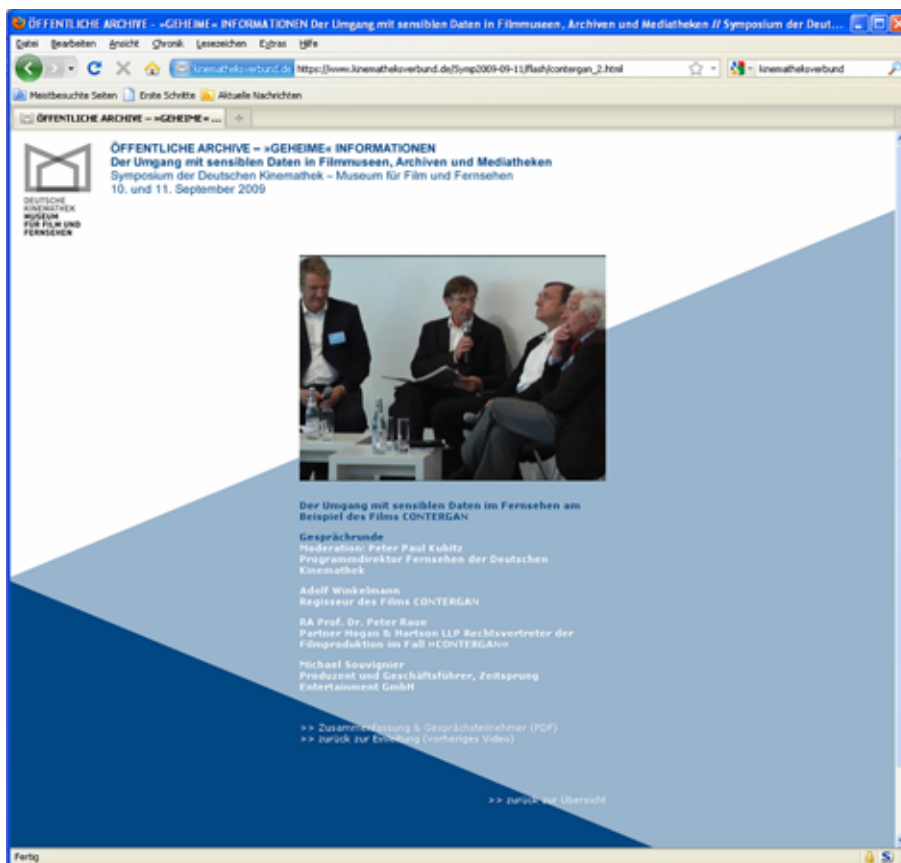 ÖFFENTLICHE ARCHIVE - »GEHEIME« INFORMATIONEN Der Umgang mit sensiblen Daten in Filmmuseen, Archiven und Mediatheken // Symposium der Deut...
Datei Bearbeiten Ansicht Chronik Lesezeichen Extras Hilfe
kinematheksverbund.de https://www.kinematheksverbund.de/Symp2009-09-11/flash/contergan_2.html kinematheksverbund
Meistbesuchte Seiten Erste Schritte Aktuelle Nachrichten
ÖFFENTLICHE ARCHIVE – »GEHEIME« ...
ÖFFENTLICHE ARCHIVE – »GEHEIME« INFORMATIONEN
Der Umgang mit sensiblen Daten in Filmmuseen, Archiven und Mediatheken
Symposium der Deutschen Kinemathek – Museum für Film und Fernsehen
10. und 11. September 2009
DEUTSCHE
KINEMATHEK
MUSEUM
FÜR FILM UND
FERNSEHEN
Der Umgang mit sensiblen Daten im Fernsehen am
Beispiel des Films CONTERGAN
Gesprächrunde
Moderation: Peter Paul Kubitz
Programmdirektor Fernsehen der Deutschen
Kinemathek
Adolf Winkelmann
Regisseur des Films CONTERGAN
RA Prof. Dr. Peter Raue
Partner Hogan & Hartson LLP Rechtsvertreter der
Filmproduktion im Fall »CONTERGAN«
Michael Souvignier
Produzent und Geschäftsführer, Zeitsprung
Entertainment GmbH
>> Zusammenfassung & Gesprächsteilnehmer (PDF)
>> zurück zur Einleitung (vorheriges Video)
>> zurück zur Übersicht
Fertig